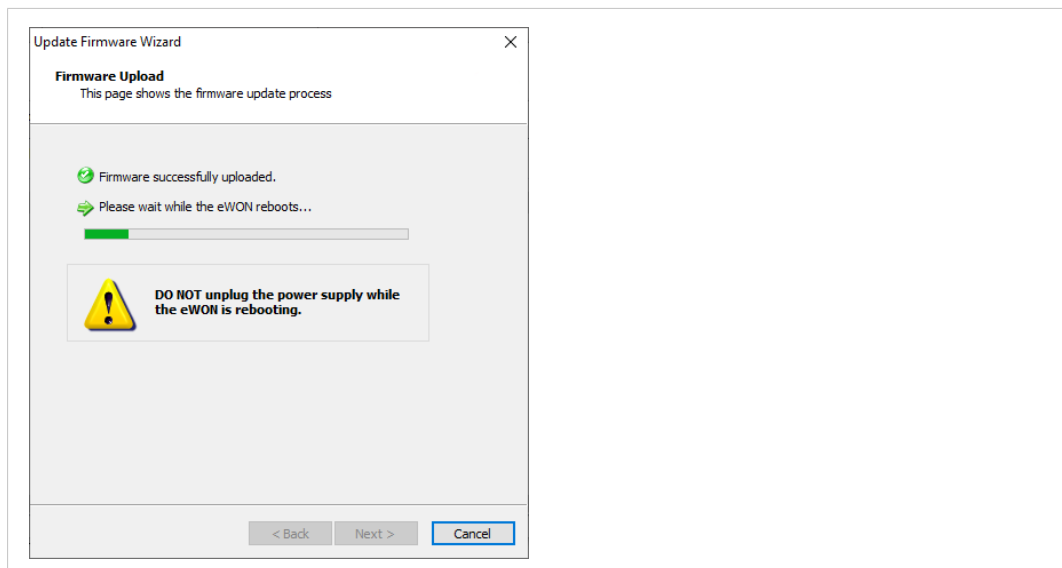 Update Firmware Wizard
Firmware Upload
This page shows the firmware update process
Firmware successfully uploaded.
Please wait while the eWON reboots...
DO NOT unplug the power supply while
the eWON is rebooting.
< Back Next > Cancel